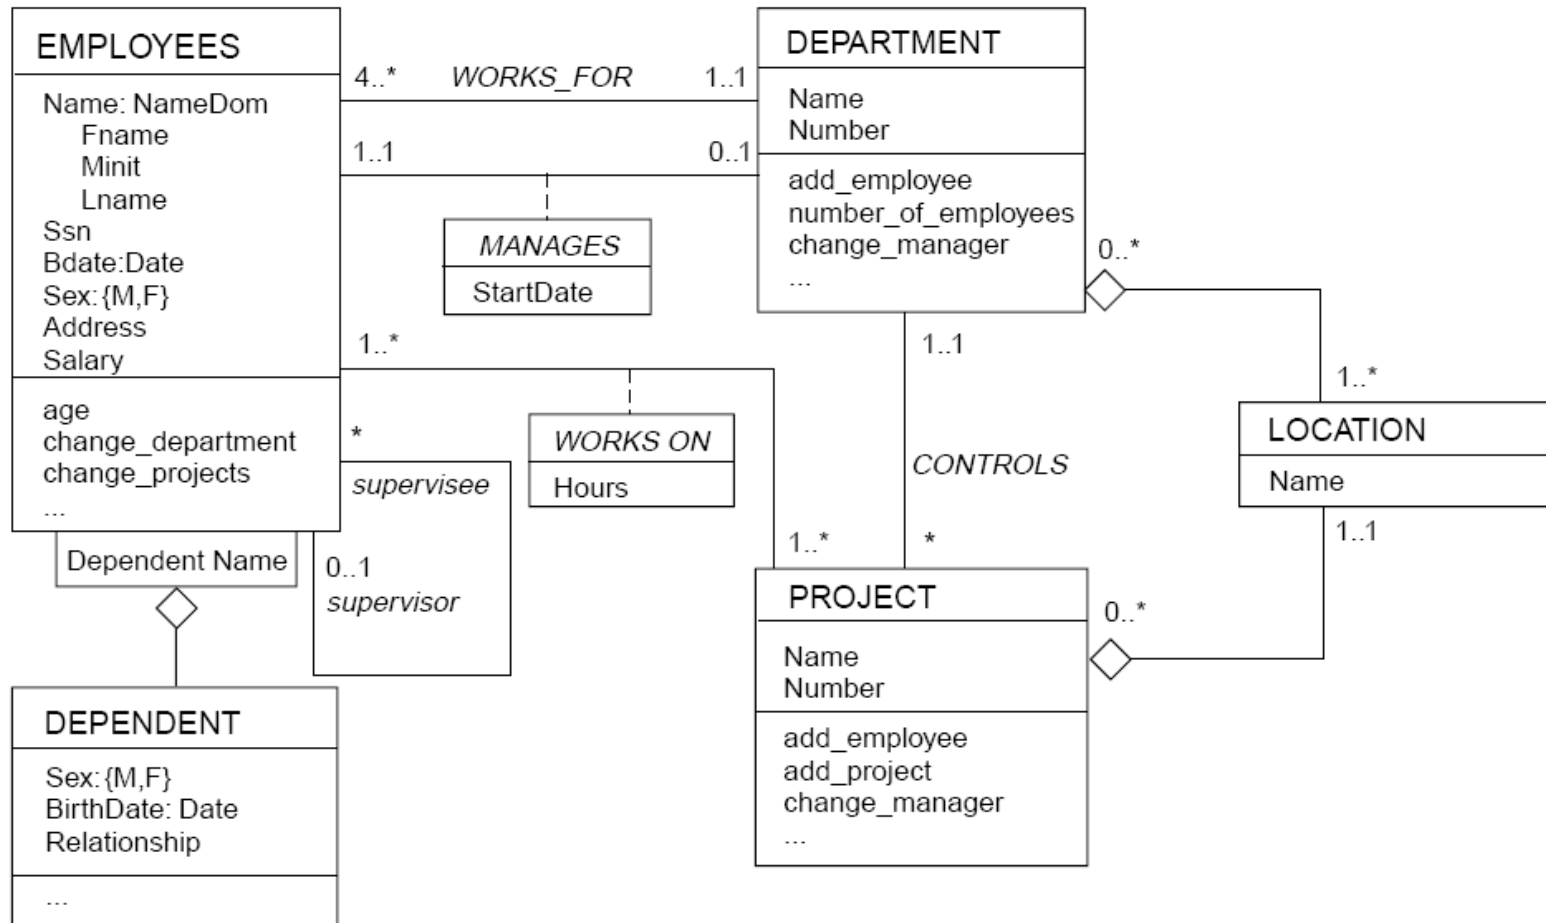 EMPLOYEES
Name: NameDom
Fname
Minit
Lname
Ssn
Bdate:Date
Sex:{M,F}
Address
Salary
age
change_department
change_projects
...
Dependent Name
DEPENDENT
Sex:{M,F}
BirthDate: Date
Relationship
...
4..* WORKS_FOR 1..1
1..1 0..1
MANAGES
StartDate
1..*
WORKS ON
Hours
1..*
*
supervisee
0..1
supervisor
DEPARTMENT
Name
Number
add_employee
number_of_employees
change_manager
...
1..1
CONTROLS
*
PROJECT
Name
Number
add_employee
add_project
change_manager
...
0..*
1..*
LOCATION
Name
1..1
0..*